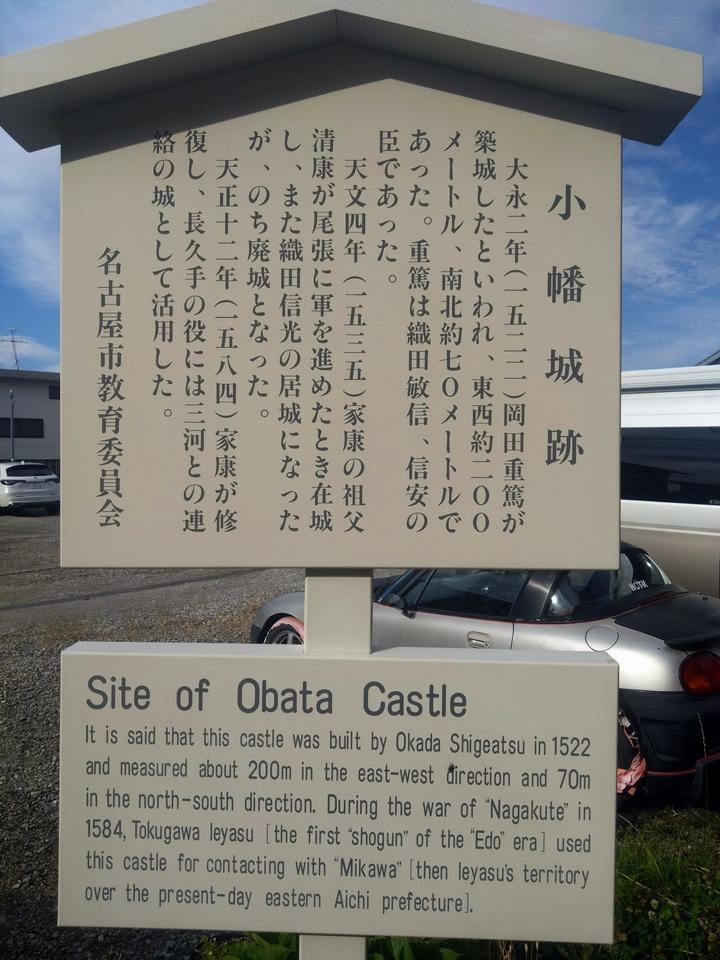 小幡城跡
大永二年(一五二二)岡田重篤が
築城したといわれ、東西約二〇〇
メートル、南北約七〇メートルで
あった。重篤は織田敏信、信安の
臣であった。
天文四年(一五三五)家康の祖父
清康が尾張に軍を進めたとき在城
し、また織田信光の居城になった
が、のち廃城となった。
天正十二年(一五八四)家康が修
復し、長久手の役には三河との連
絡の城として活用した。
名古屋市教育委員会
Site of Obata Castle
It is said that this castle was built by Okada Shigeatsu in 1522
and measured about 200m in the east-west direction and 70m
in the north-south direction. During the war of "Nagakute" in
1584, Tokugawa Ieyasu [the first "shogun" of the "Edo" era] used
this castle for contacting with "Mikawa" [then Ieyasu's territory
over the present-day eastern Aichi prefecture].